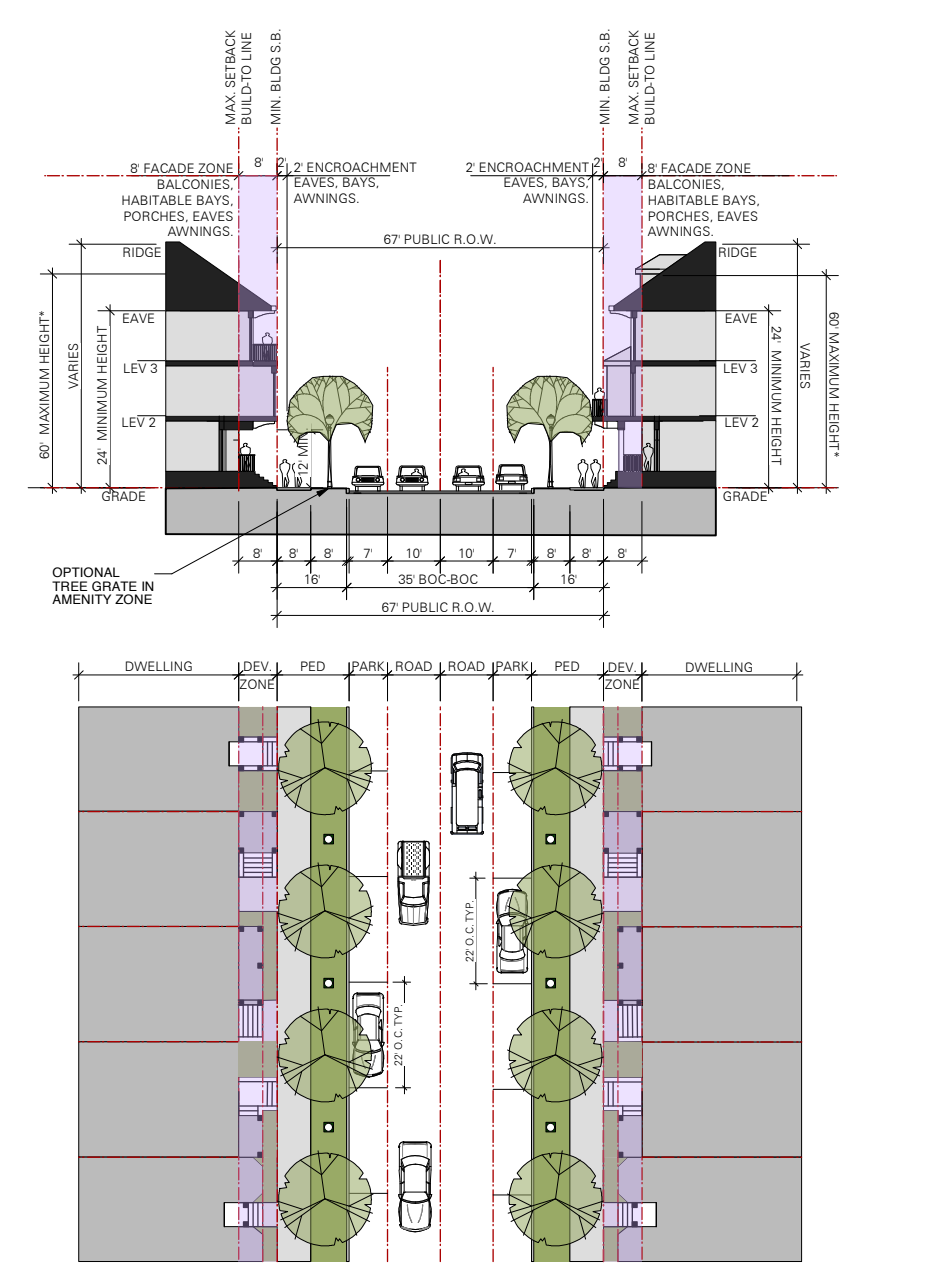 MAX. SETBACK
BUILD-TO LINE
MIN. BLDG S.B.
MIN. BLDG S.B.
MAX. SETBACK
BUILD-TO LINE
8' 2' 2' 8'
8' FACADE ZONE
BALCONIES,
HABITABLE BAYS,
PORCHES, EAVES
AWNINGS.
2' ENCROACHMENT
EAVES, BAYS,
AWNINGS.
2' ENCROACHMENT
EAVES, BAYS,
AWNINGS.
8' FACADE ZONE
BALCONIES,
HABITABLE BAYS,
PORCHES, EAVES
AWNINGS.
67' PUBLIC R.O.W.
RIDGE
EAVE
LEV 3
LEV 2
GRADE
60' MAXIMUM HEIGHT*
VARIES
24' MINIMUM HEIGHT
12' MIN
RIDGE
EAVE
LEV 3
LEV 2
GRADE
24' MINIMUM HEIGHT
VARIES
60' MAXIMUM HEIGHT*
8' 8' 8' 7' 10' 10' 7' 8' 8' 8'
16' 35' BOC-BOC 16'
67' PUBLIC R.O.W.
OPTIONAL
TREE GRATE IN
AMENITY ZONE
DWELLING DEV. PED PARK ROAD ROAD PARK PED DEV. DWELLING
ZONE ZONE
22' O.C. TYP.
22' O.C. TYP.